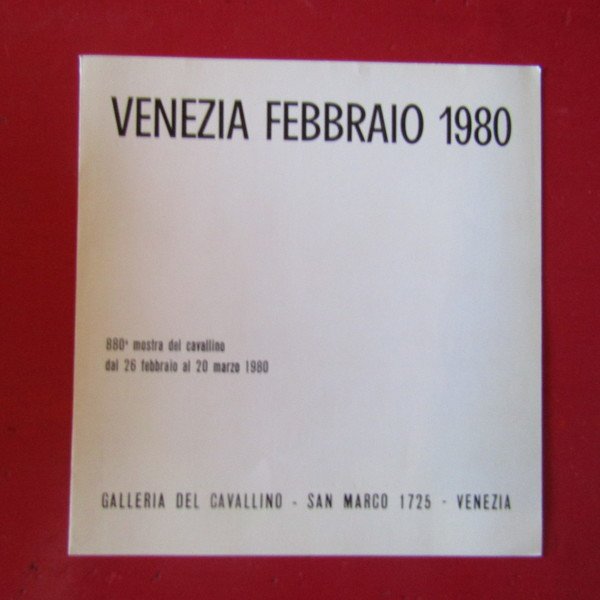 VENEZIA FEBBRAIO 1980
880ª mostra del cavallino
dal 26 febbraio al 20 marzo 1980
GALLERIA DEL CAVALLINO - SAN MARCO 1725 - VENEZIA